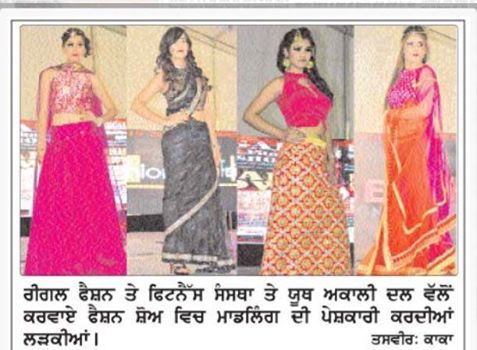 ਰੀਗਲ ਫੈਸ਼ਨ ਤੇ ਫਿਟਨੈੱਸ ਸੰਸਥਾ ਤੇ ਯੂਥ ਅਕਾਲੀ ਦਲ ਵੱਲੋਂ
ਕਰਵਾਏ ਫੈਸ਼ਨ ਸ਼ੋਅ ਵਿਚ ਮਾਡਲਿੰਗ ਦੀ ਪੇਸ਼ਕਾਰੀ ਕਰਦੀਆਂ
ਲੜਕੀਆਂ।
ਤਸਵੀਰ: ਕਾਕਾ